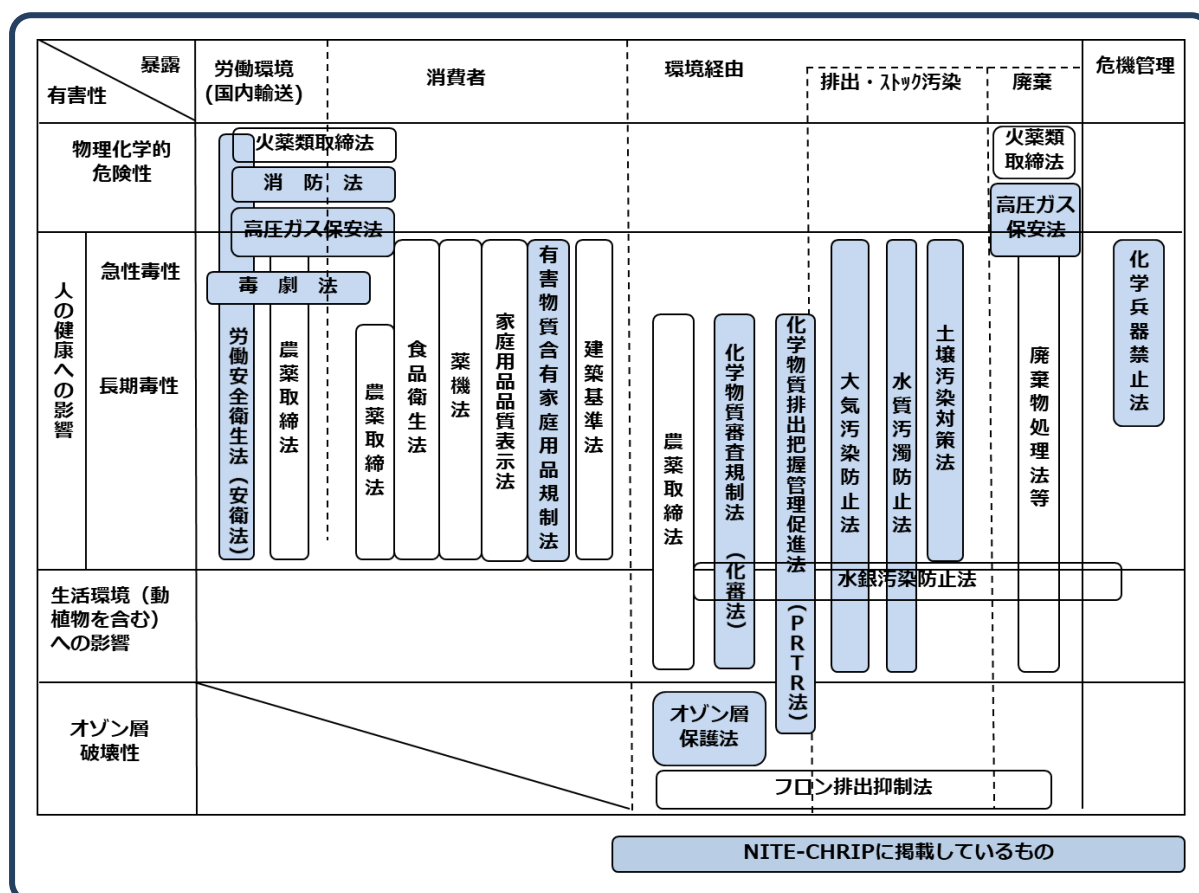 暴露
有害性
労働環境
(国内輸送)
消費者
環境経由
排出・ｽﾄｯｸ汚染
廃棄
危機管理
物理化学的
危険性
火薬類取締法
消防法
高圧ガス保安法
火薬類
取締法
高圧ガス
保安法
人の健康への影響
急性毒性
長期毒性
毒劇法
労働安全衛生法（安衛法）
農薬取締法
農薬取締法
食品衛生法
薬機法
家庭用品品質表示法
有害物質含有家庭用品規制法
建築基準法
農薬取締法
化学物質審査規制法（化審法）
化学物質排出把握管理促進法（PRTR法）
大気汚染防止法
水質汚濁防止法
土壌汚染対策法
廃棄物処理法等
化学兵器禁止法
水銀汚染防止法
生活環境（動
植物を含む）
への影響
オゾン層
破壊性
オゾン層
保護法
フロン排出抑制法
NITE-CHRIPに掲載しているもの